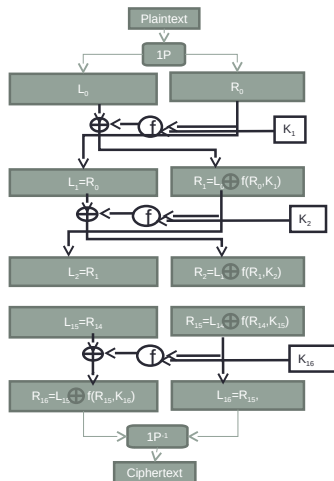 Plaintext
1P
L₀
R₀
f
K₁
L₁=R₀
R₁=L₀⊕ f(R₀,K₁)
f
K₂
L₂=R₁
R₂=L₁⊕ f(R₁,K₂)
L₁₅=R₁₄
R₁₅=L₁₄⊕ f(R₁₄,K₁₅)
f
K₁₆
R₁₆=L₁₅⊕ f(R₁₅,K₁₆)
L₁₆=R₁₅,
1P⁻¹
Ciphertext